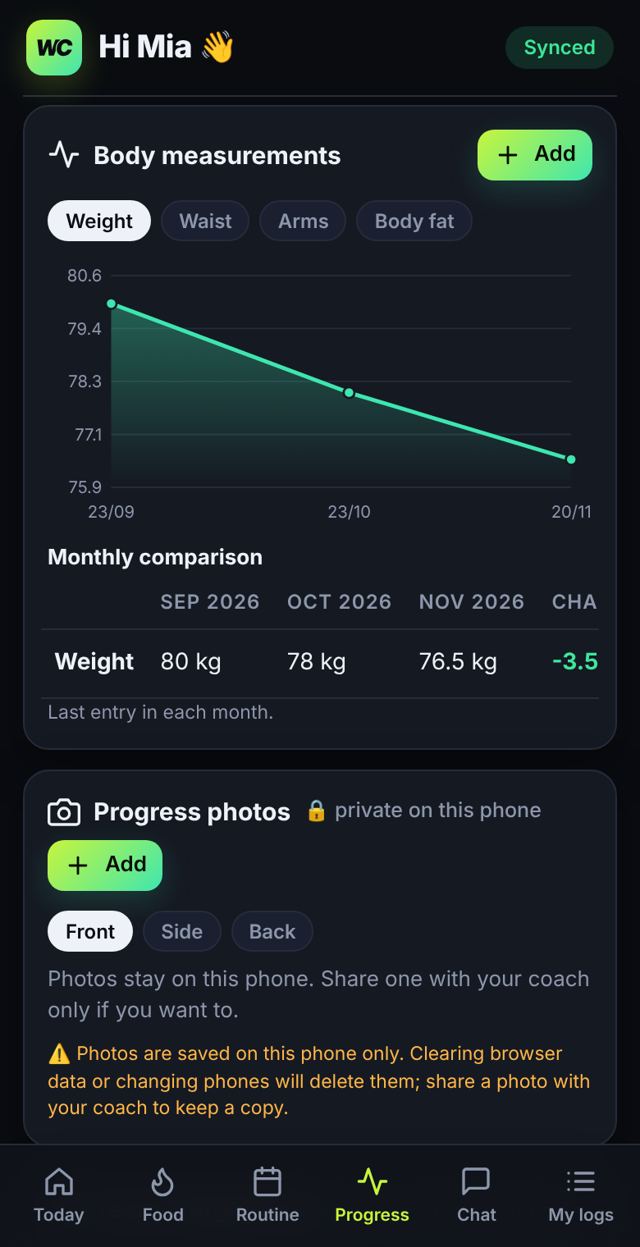 WC Hi Mia 👋 Synced
Body measurements + Add
Weight Waist Arms Body fat
80.6
79.4
78.3
77.1
75.9
23/09 23/10 20/11
Monthly comparison
SEP 2026 OCT 2026 NOV 2026 CHA
Weight 80 kg 78 kg 76.5 kg -3.5
Last entry in each month.
Progress photos 🔒 private on this phone
+ Add
Front Side Back
Photos stay on this phone. Share one with your coach
only if you want to.
⚠️ Photos are saved on this phone only. Clearing browser
data or changing phones will delete them; share a photo with
your coach to keep a copy.
Today Food Routine Progress Chat My logs